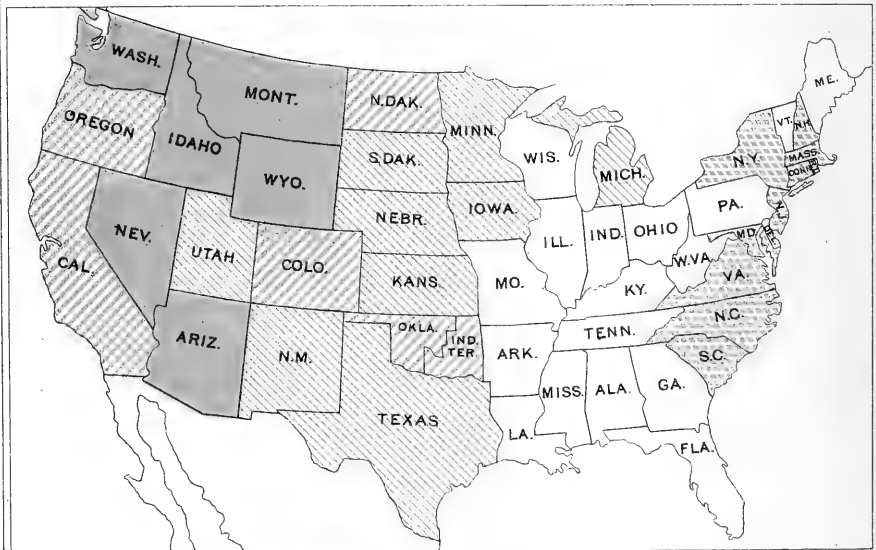 WASH.
MONT.
N.DAK.
MINN.
ME.
OREGON
IDAHO
S.DAK.
WIS.
MICH.
VT.
N.H.
N.Y.
MASS.
CONN.
R.I.
WYO.
NEBR.
IOWA
PA.
N.J.
NEV.
UTAH
COLO.
KANS.
ILL.
IND.
OHIO
MD.
DEL.
CAL.
MO.
KY.
W.VA.
VA.
ARIZ.
N.M.
OKLA.
IND.
TER.
ARK.
TENN.
N.C.
S.C.
TEXAS
LA.
MISS.
ALA.
GA.
FLA.